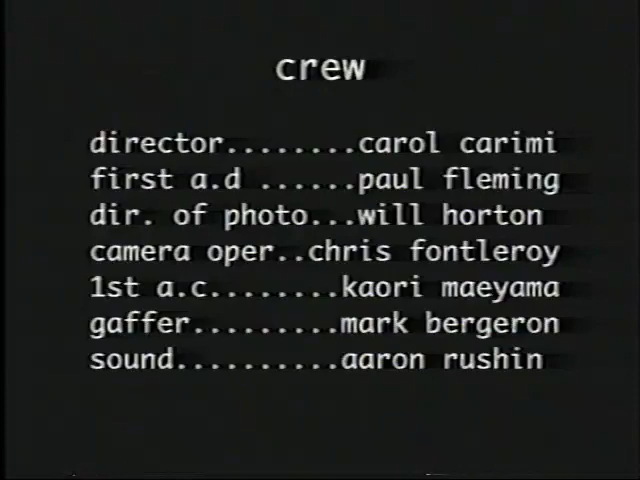 crew
director........carol carimi
first a.d ......paul fleming
dir. of photo...will horton
camera oper..chris fontleroy
1st a.c........kaori maeyama
gaffer.........mark bergeron
sound..........aaron rushin